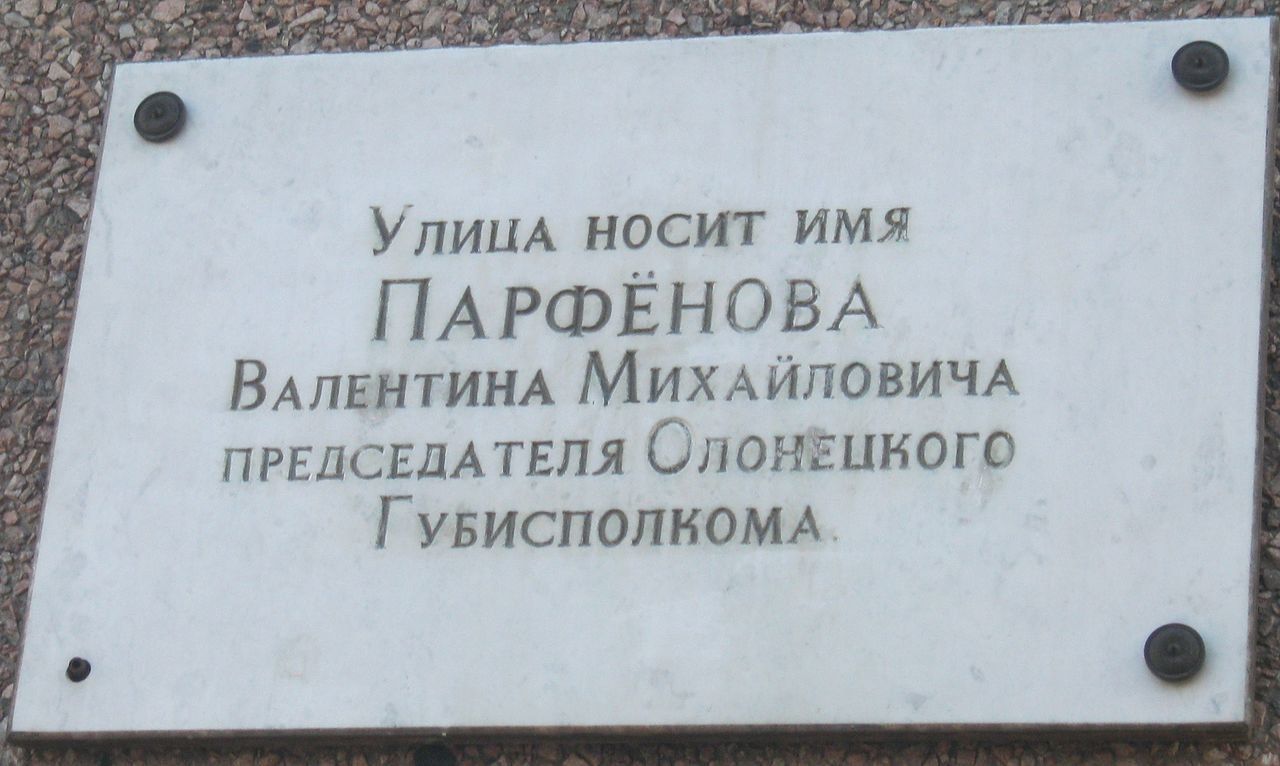 Улица носит имя
ПАРФЁНОВА
Валентина Михайловича
председателя Олонецкого
Губисполкома.